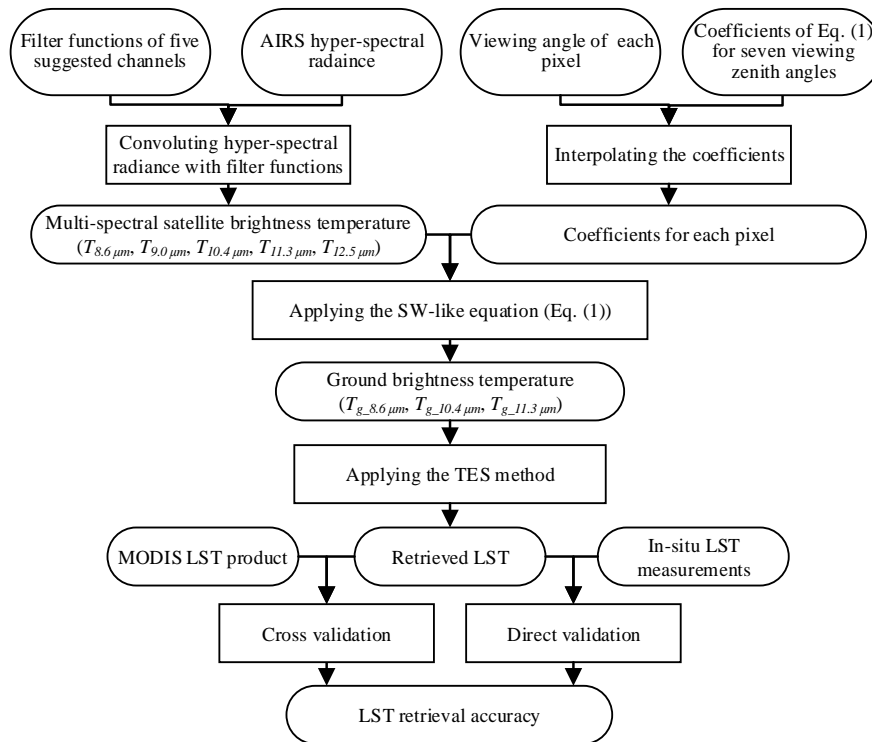 Filter functions of five
suggested channels
AIRS hyper-spectral
radaince
Viewing angle of each
pixel
Coefficients of Eq. (1)
for seven viewing
zenith angles
Convoluting hyper-spectral
radiance with filter functions
Interpolating the coefficients
Multi-spectral satellite brightness temperature
(T8.6 μm, T9.0 μm, T10.4 μm, T11.3 μm, T12.5 μm)
Coefficients for each pixel
Applying the SW-like equation (Eq. (1))
Ground brightness temperature
(Tg_8.6 μm, Tg_10.4 μm, Tg_11.3 μm)
Applying the TES method
MODIS LST product
Retrieved LST
In-situ LST
measurements
Cross validation
Direct validation
LST retrieval accuracy